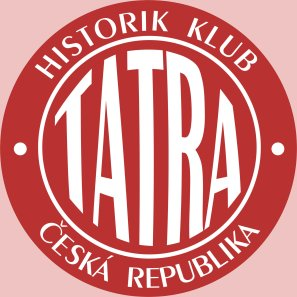 HISTORIK KLUB
TATRA
ČESKÁ REPUBLIKA